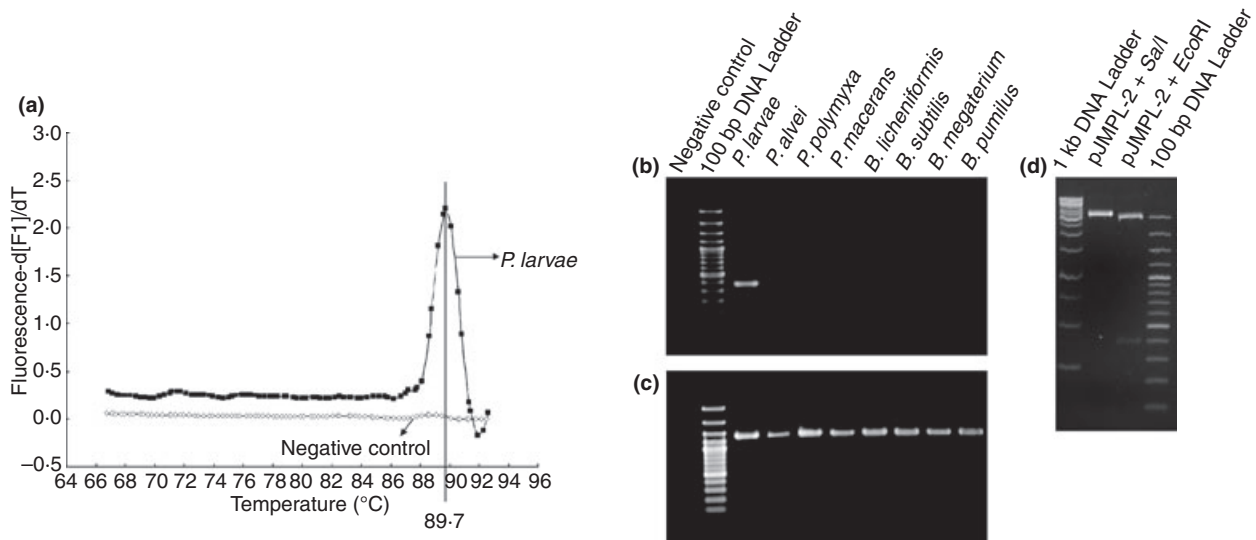 (a)
3·0
2·5
2·0
1·5
1·0
0·5
0·0
–0·5
Fluorescence-d[F1]/dT
P. larvae
Negative control
64 66 68 70 72 74 76 78 80 82 84 86 88 90 92 94 96
Temperature (°C)
89·7
(b)
Negative control
100 bp DNA Ladder
P. larvae
P. alvei
P. polymyxa
P. macerans
B. licheniformis
B. subtilis
B. megaterium
B. pumilus
(c)
(d)
1 kb DNA Ladder
pJMPL-2 + Sa/I
pJMPL-2 + EcoRI
100 bp DNA Ladder